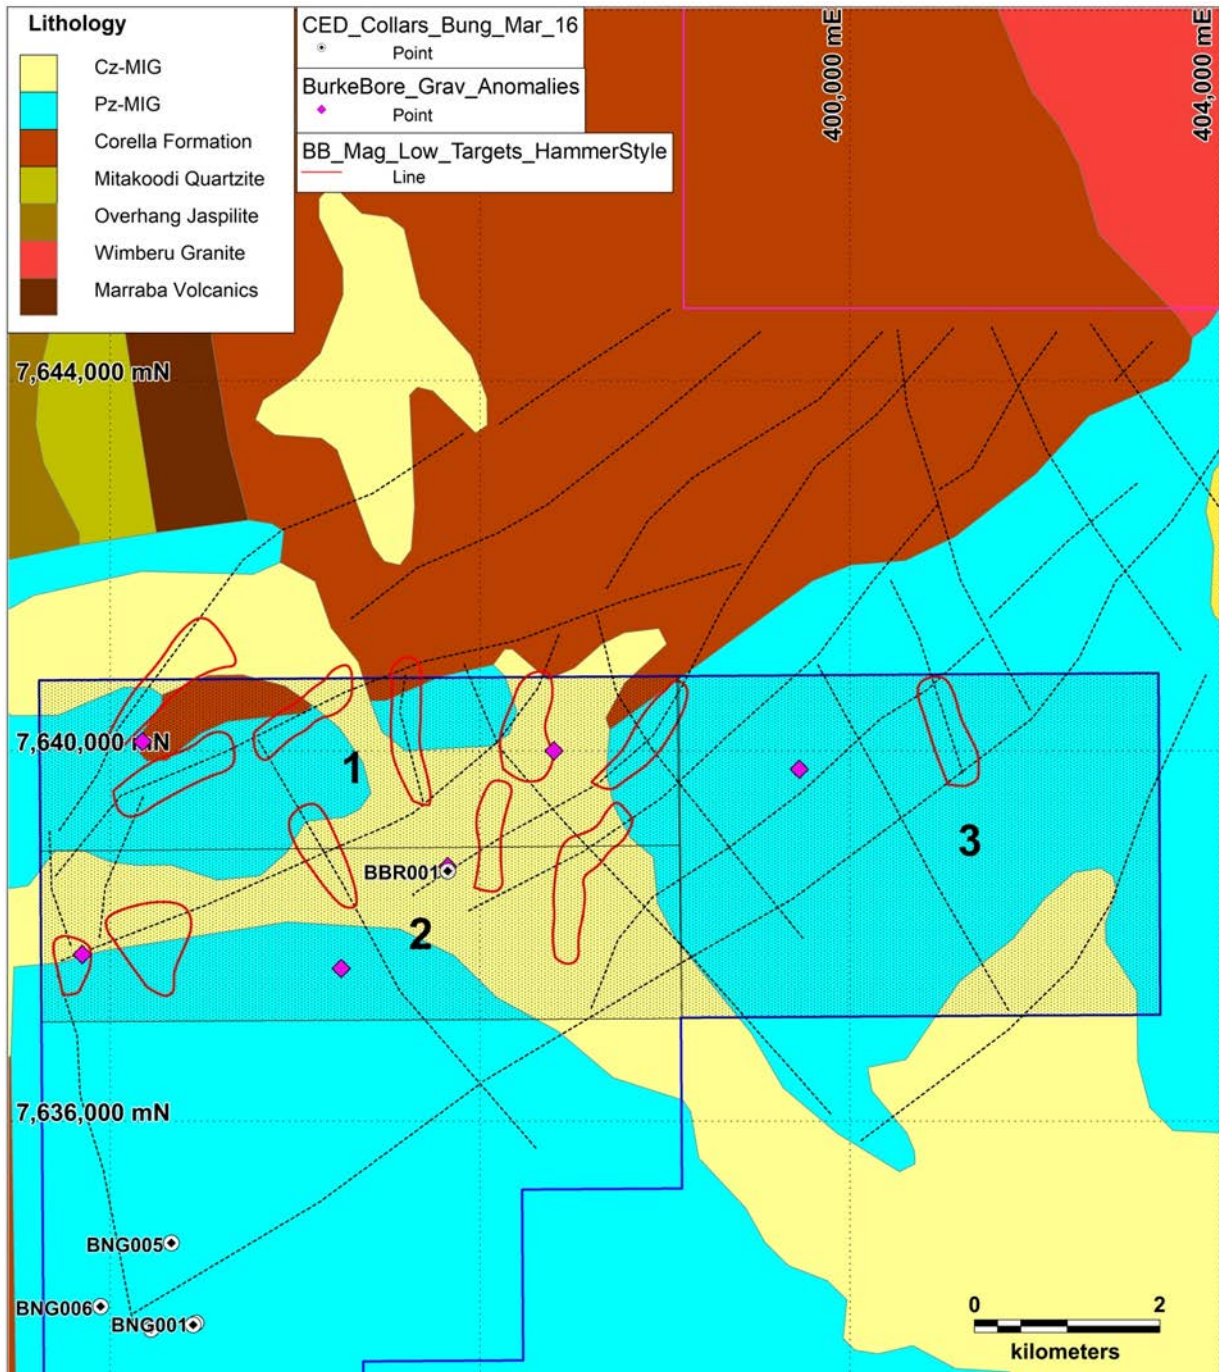 Lithology
Cz-MIG
Pz-MIG
Corella Formation
Mitakoodi Quartzite
Overhang Jaspilite
Wimberu Granite
Marraba Volcanics
CED_Collars_Bung_Mar_16
Point
BurkeBore_Grav_Anomalies
Point
BB_Mag_Low_Targets_HammerStyle
Line
400,000 mE
404,000 mE
7,644,000 mN
7,640,000 mN
1
3
BBR001
2
7,636,000 mN
BNG005
BNG006
BNG001
0 2
kilometers